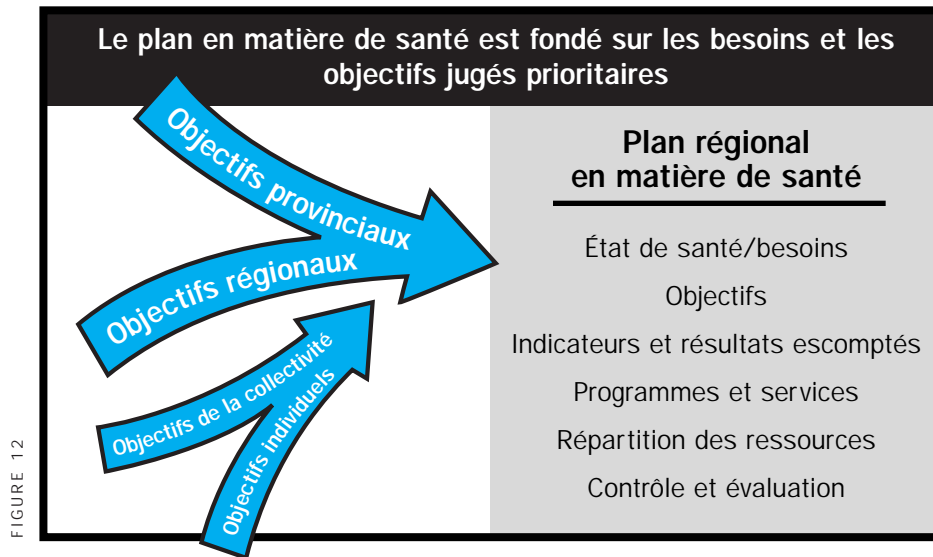 Le plan en matière de santé est fondé sur les besoins et les
objectifs jugés prioritaires
Objectifs provinciaux
Objectifs régionaux
Objectifs de la collectivité
Objectifs individuels
Plan régional
en matière de santé
État de santé/besoins
Objectifs
Indicateurs et résultats escomptés
Programmes et services
Répartition des ressources
Contrôle et évaluation
FIGURE 12